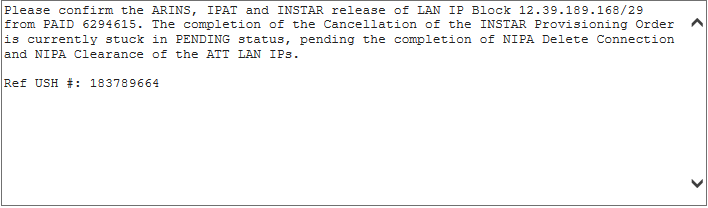 Please confirm the ARINS, IPAT and INSTAR release of LAN IP Block 12.39.189.168/29
from PAID 6294615. The completion of the Cancellation of the INSTAR Provisioning Order
is currently stuck in PENDING status, pending the completion of NIPA Delete Connection
and NIPA Clearance of the ATT LAN IPs.
Ref USH #: 183789664